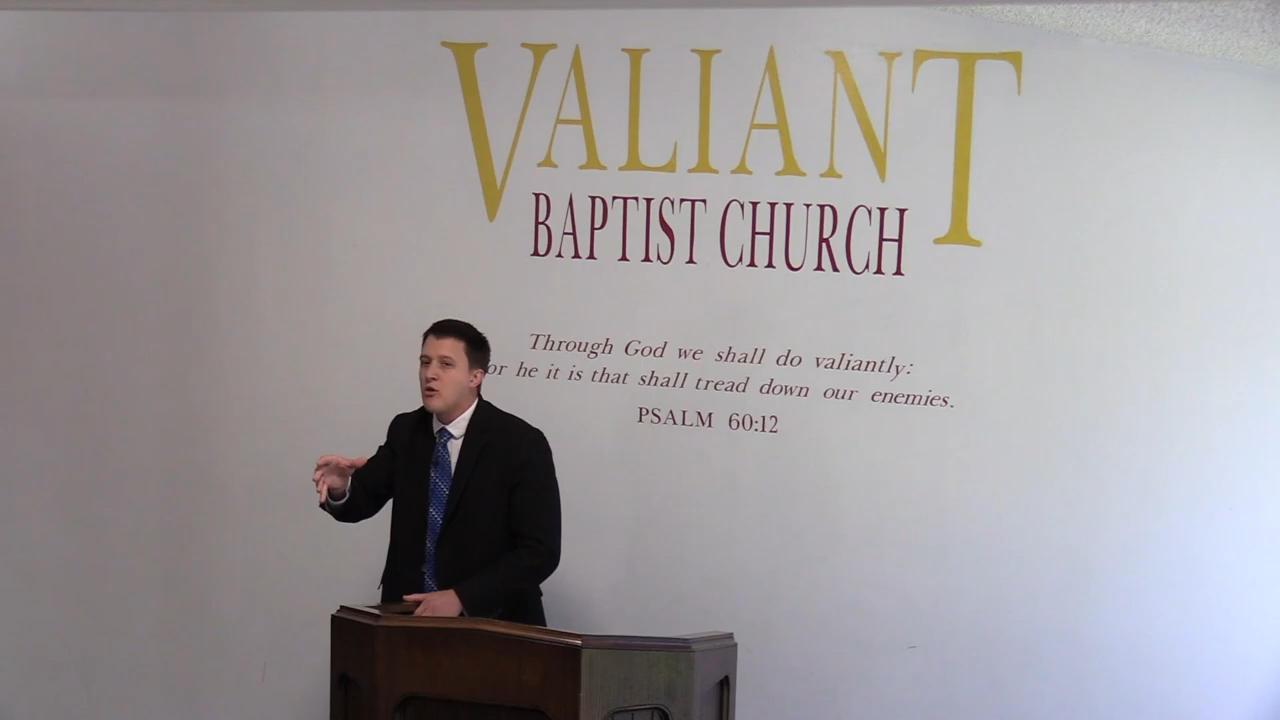 VALIANT
BAPTIST CHURCH
Through God we shall do valiantly:
he it is that shall tread down our enemies.
PSALM 60:12